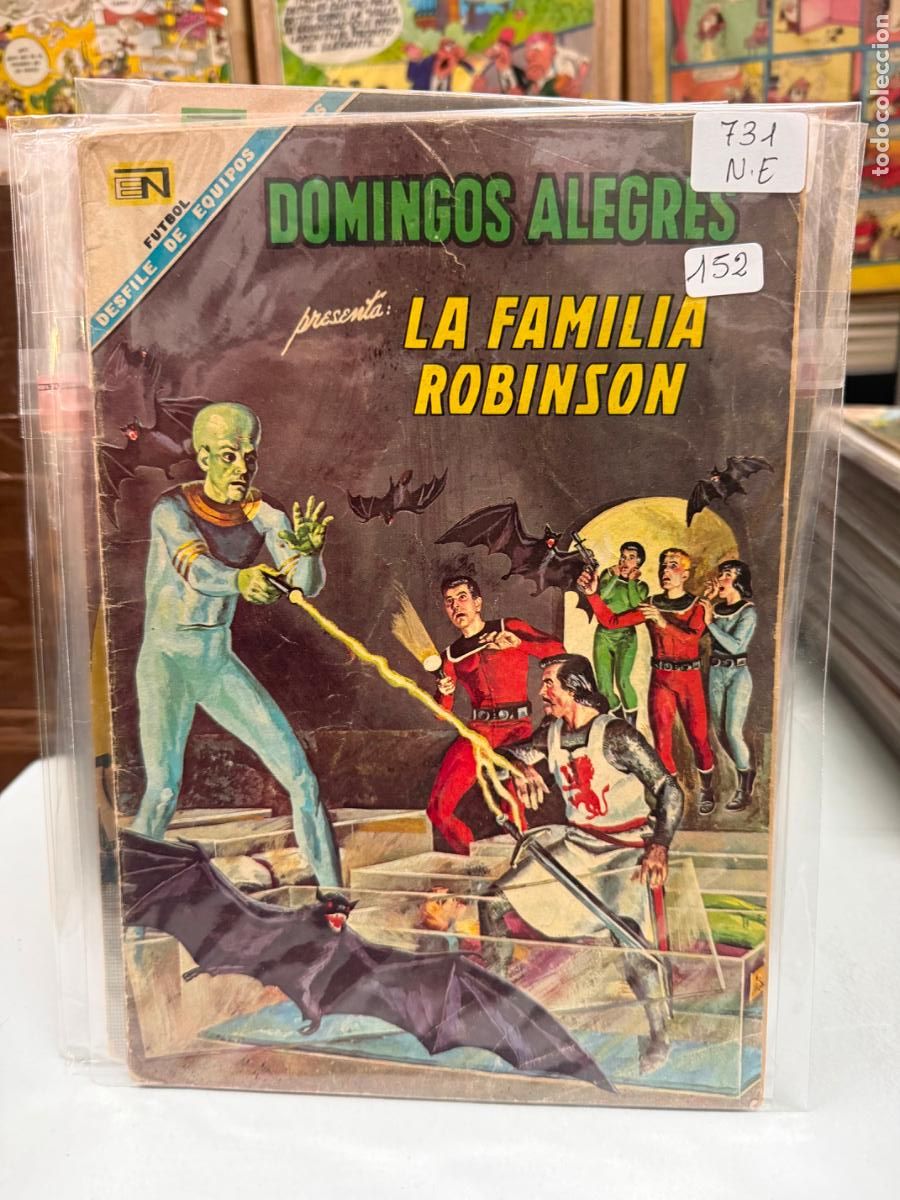 EN
FUTBOL
DESFILE DE EQUIPOS
DOMINGOS ALEGRES
presenta:
LA FAMILIA
ROBINSON
731
N.E
152
todocoleccion